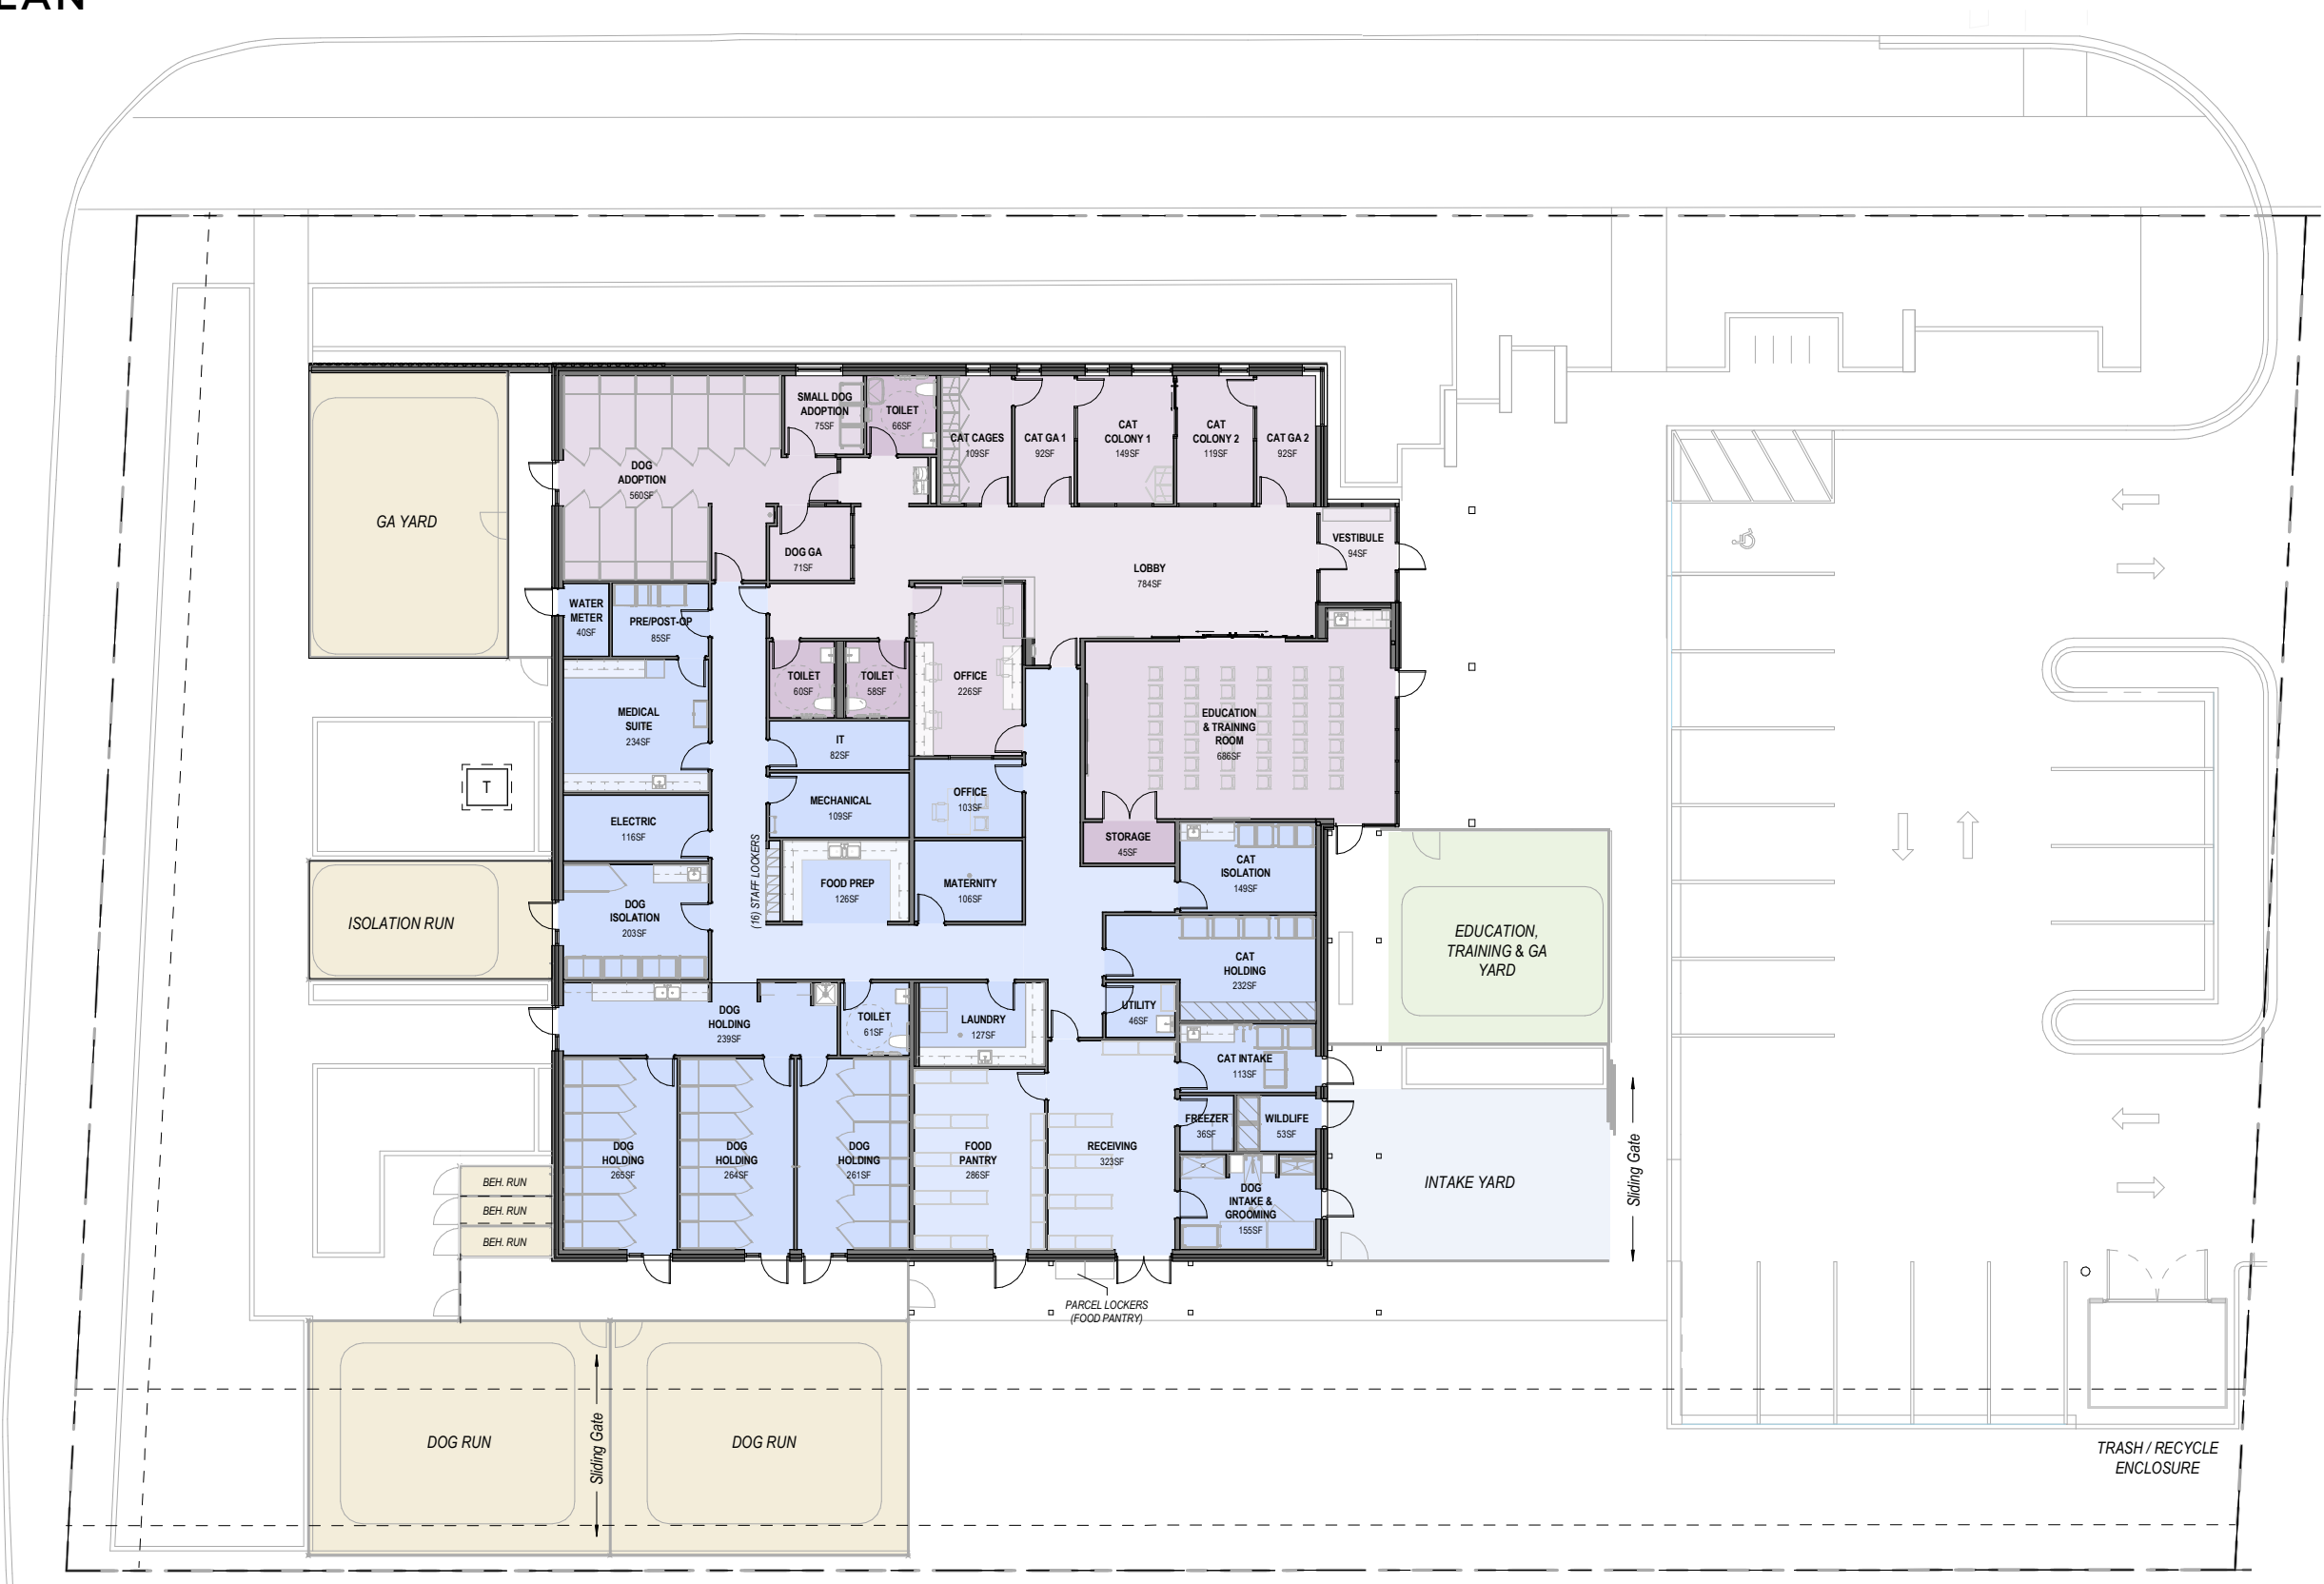 SMALL DOG
ADOPTION
75SF
TOILET
66SF
CAT CAGES
109SF
CAT GA 1
92SF
CAT
COLONY 1
149SF
CAT
COLONY 2
119SF
CAT GA 2
92SF
DOG
ADOPTION
560SF
GA YARD
DOG GA
71SF
LOBBY
784SF
VESTIBULE
94SF
WATER
METER
40SF
PRE/POST-OP
85SF
TOILET
60SF
TOILET
58SF
OFFICE
226SF
MEDICAL
SUITE
234SF
EDUCATION
& TRAINING
ROOM
686SF
IT
82SF
T
MECHANICAL
109SF
OFFICE
103SF
ELECTRIC
116SF
STORAGE
45SF
(16) STAFF LOCKERS
FOOD PREP
126SF
MATERNITY
106SF
CAT
ISOLATION
149SF
ISOLATION RUN
DOG
ISOLATION
203SF
EDUCATION,
TRAINING & GA
YARD
CAT
HOLDING
232SF
DOG
HOLDING
239SF
TOILET
61SF
LAUNDRY
127SF
UTILITY
46SF
CAT INTAKE
113SF
FREEZER
36SF
WILDLIFE
53SF
DOG
HOLDING
265SF
DOG
HOLDING
264SF
DOG
HOLDING
261SF
FOOD
PANTRY
286SF
RECEIVING
323SF
DOG
INTAKE &
GROOMING
155SF
BEH. RUN
BEH. RUN
BEH. RUN
INTAKE YARD
Sliding Gate
PARCEL LOCKERS
(FOOD PANTRY)
DOG RUN
Sliding Gate
DOG RUN
TRASH / RECYCLE
ENCLOSURE